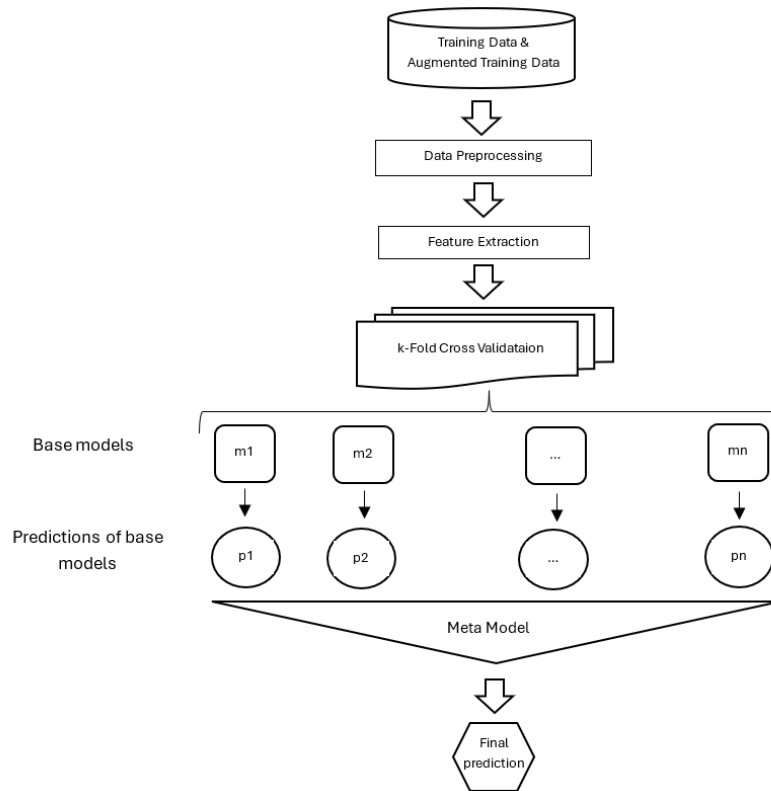 Training Data &
Augmented Training Data
Data Preprocessing
Feature Extraction
k-Fold Cross Validataion
Base models
m1
m2
...
mn
Predictions of base
models
p1
p2
...
pn
Meta Model
Final
prediction